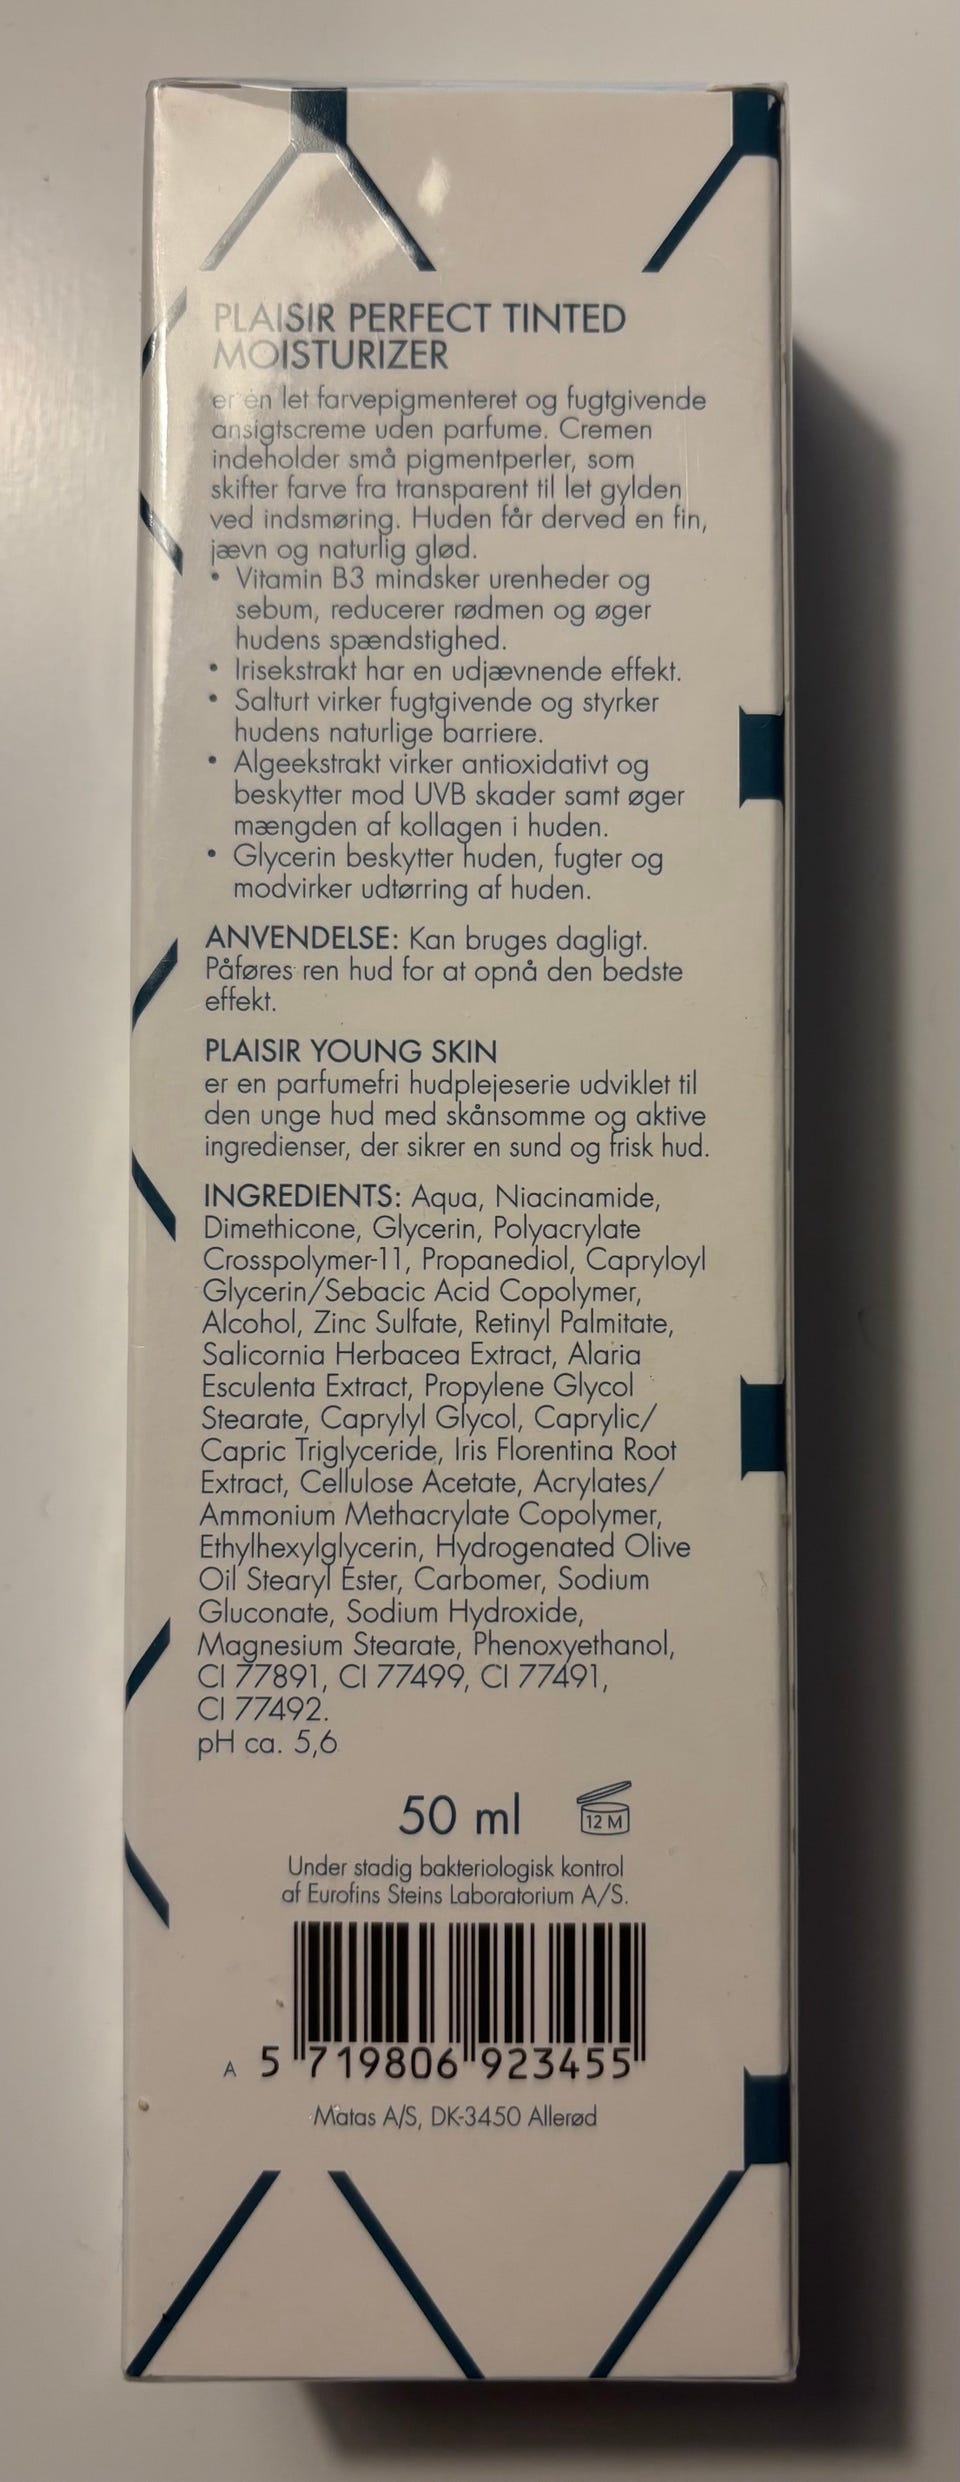 PLAISIR PERFECT TINTED
MOISTURIZER
er en let farvepigmenteret og fugtgivende
ansigtscreme uden parfume. Cremen
indeholder små pigmentperler, som
skifter farve fra transparent til let gylden
ved indsmøring. Huden får derved en fin,
jævn og naturlig glød.
• Vitamin B3 mindsker urenheder og
sebum, reducerer rødmen og øger
hudens spændstighed.
• Irisekstrakt har en udjævnende effekt.
• Salturt virker fugtgivende og styrker
hudens naturlige barriere.
• Algeekstrakt virker antioxidativt og
beskytter mod UVB skader samt øger
mængden af kollagen i huden.
• Glycerin beskytter huden, fugter og
modvirker udtørring af huden.
ANVENDELSE: Kan bruges dagligt.
Påføres ren hud for at opnå den bedste
effekt.
PLAISIR YOUNG SKIN
er en parfumefri hudplejeserie udviklet til
den unge hud med skånsomme og aktive
ingredienser, der sikrer en sund og frisk hud.
INGREDIENTS: Aqua, Niacinamide,
Dimethicone, Glycerin, Polyacrylate
Crosspolymer-11, Propanediol, Capryloyl
Glycerin/Sebacic Acid Copolymer,
Alcohol, Zinc Sulfate, Retinyl Palmitate,
Salicornia Herbacea Extract, Alaria
Esculenta Extract, Propylene Glycol
Stearate, Caprylyl Glycol, Caprylic/
Capric Triglyceride, Iris Florentina Root
Extract, Cellulose Acetate, Acrylates/
Ammonium Methacrylate Copolymer,
Ethylhexylglycerin, Hydrogenated Olive
Oil Stearyl Ester, Carbomer, Sodium
Gluconate, Sodium Hydroxide,
Magnesium Stearate, Phenoxyethanol,
CI 77891, CI 77499, CI 77491,
CI 77492.
pH ca. 5,6
50 ml 12 M
Under stadig bakteriologisk kontrol
af Eurofins Steins Laboratorium A/S.
A 5 719806 923455
Matas A/S, DK-3450 Allerød